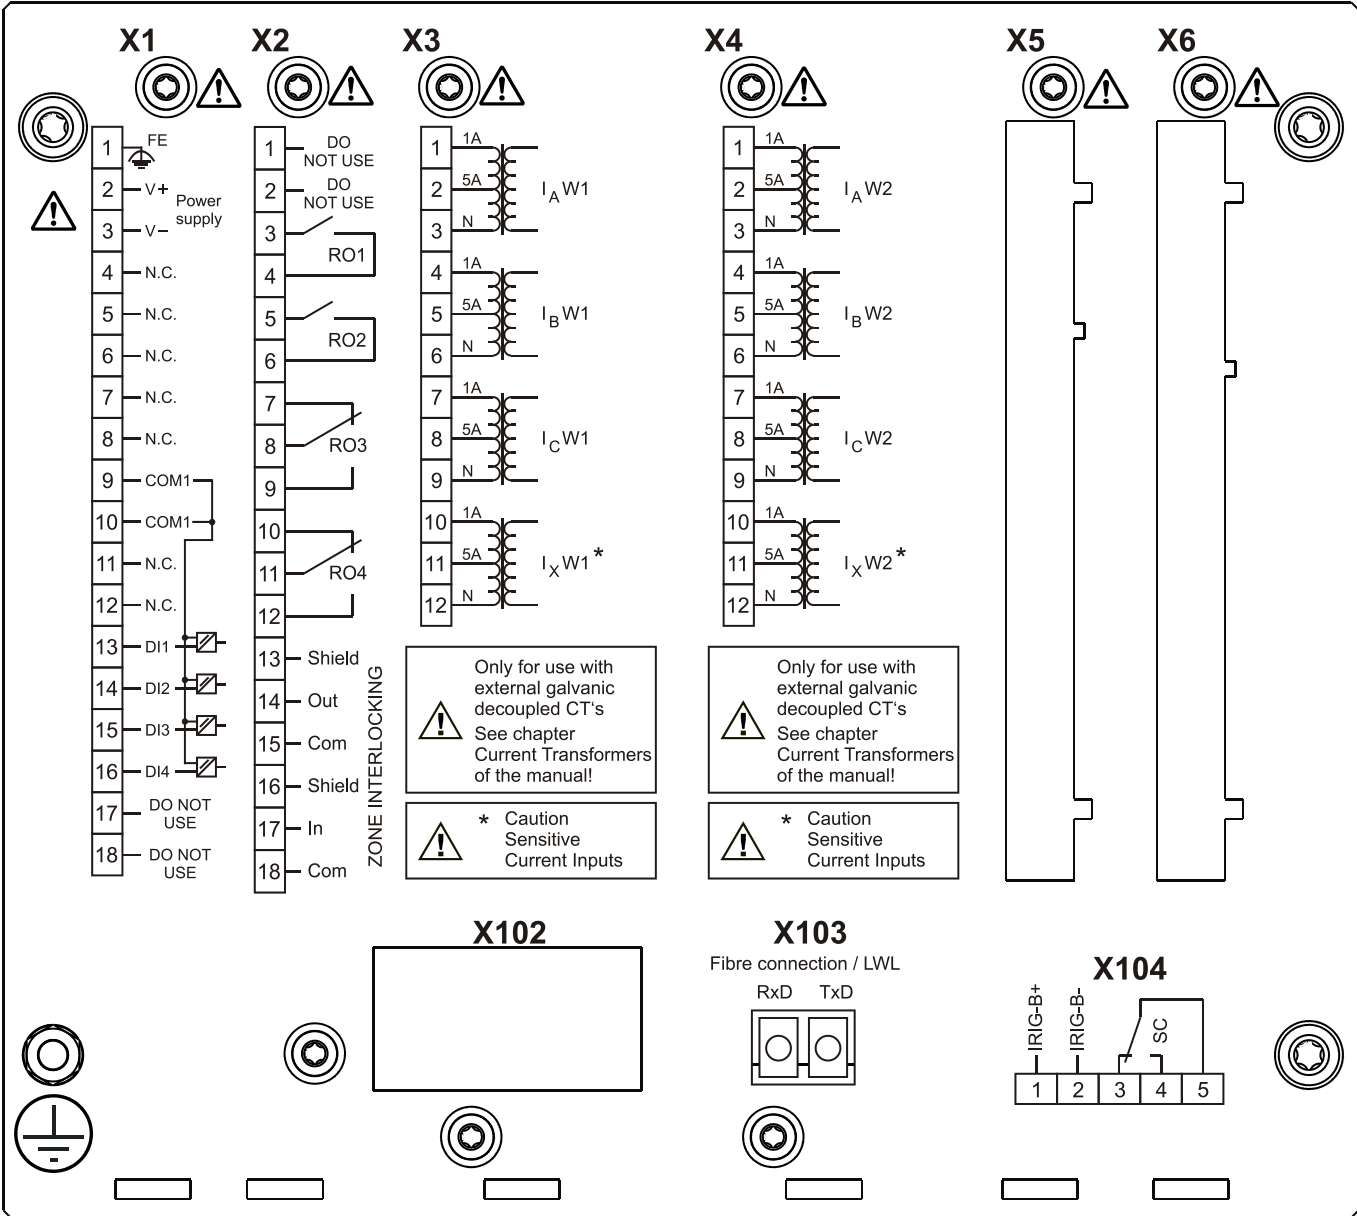 X1
X2
X3
X4
X5
X6
1 FE
2 V+
Power
supply
3 V−
4 N.C.
5 N.C.
6 N.C.
7 N.C.
8 N.C.
9 COM1
10 COM1
11 N.C.
12 N.C.
13 DI1
14 DI2
15 DI3
16 DI4
17 DO NOT
USE
18 DO NOT
USE
1 DO
NOT USE
2 DO
NOT USE
3
RO1
4
5
RO2
6
7
8 RO3
9
10
11 RO4
12
13 Shield
14 Out
15 Com
16 Shield
17 In
18 Com
ZONE INTERLOCKING
1 1A
2 5A IA W1
3 N
4 1A
5 5A IB W1
6 N
7 1A
8 5A IC W1
9 N
10 1A
11 5A IX W1 *
12 N
Only for use with
external galvanic
decoupled CT‘s
See chapter
Current Transformers
of the manual!
* Caution
Sensitive
Current Inputs
1 1A
2 5A IA W2
3 N
4 1A
5 5A IB W2
6 N
7 1A
8 5A IC W2
9 N
10 1A
11 5A IX W2 *
12 N
Only for use with
external galvanic
decoupled CT‘s
See chapter
Current Transformers
of the manual!
* Caution
Sensitive
Current Inputs
X102
X103
Fibre connection / LWL
RxD TxD
X104
IRIG-B+
IRIG-B-
SC
1 2 3 4 5